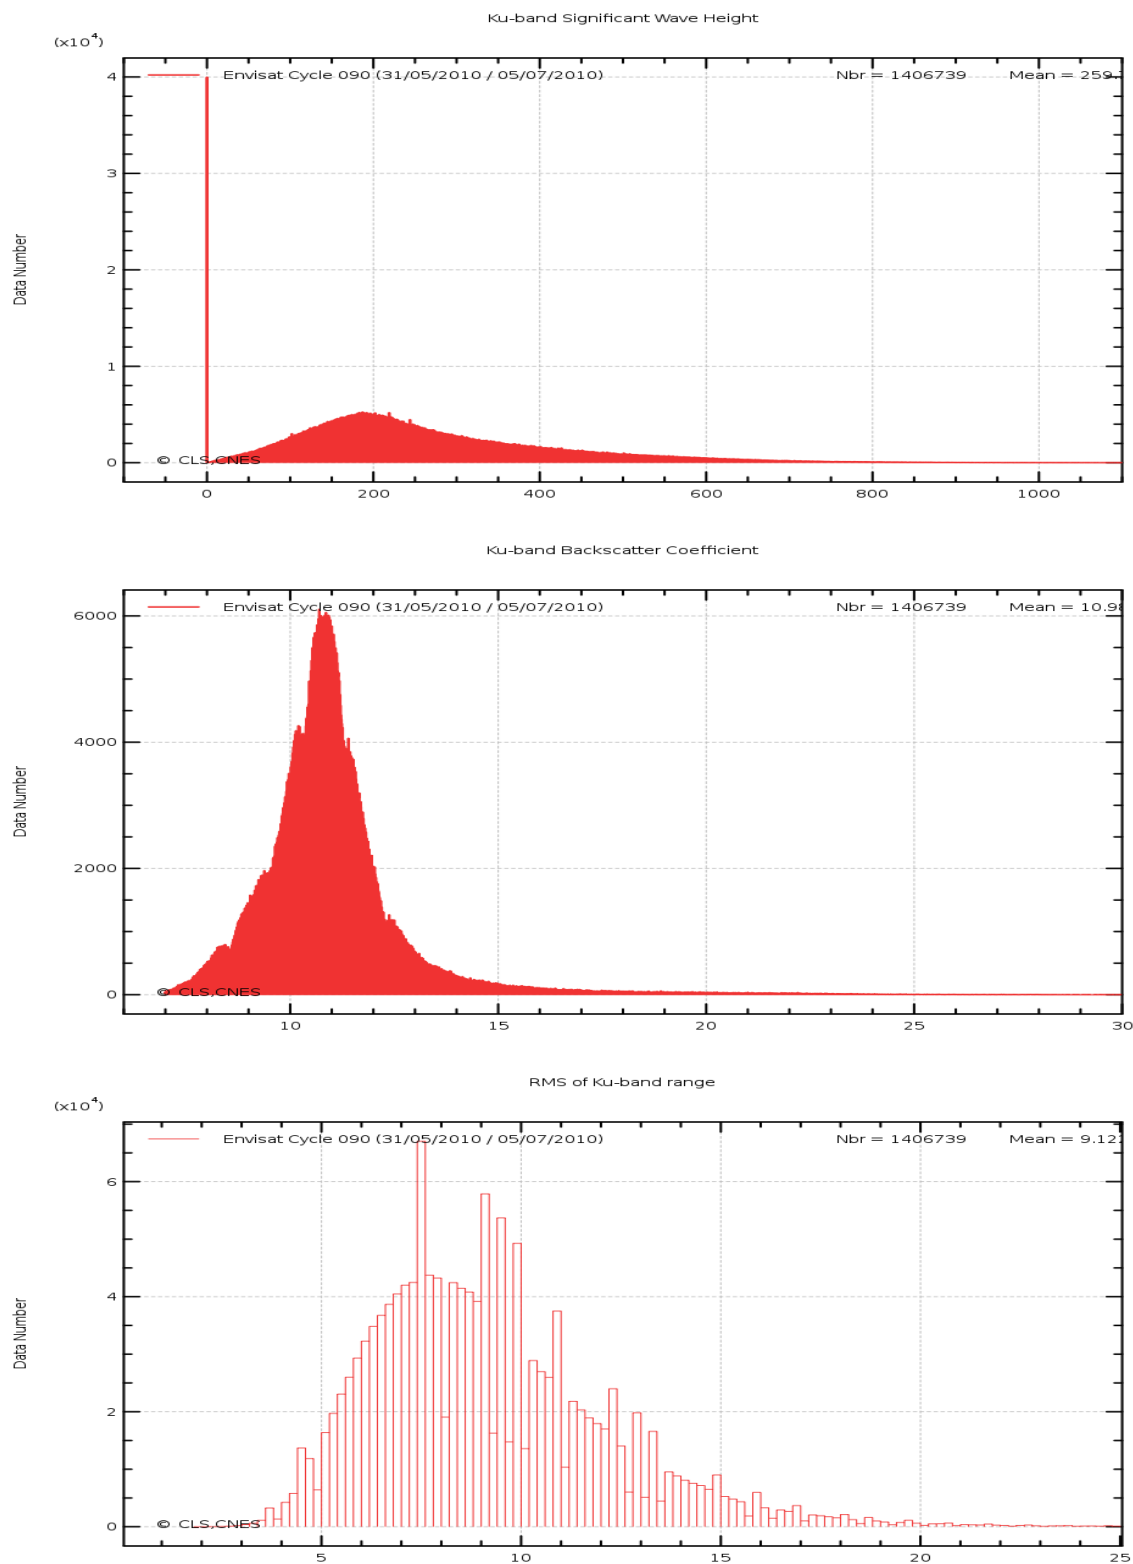 Ku-band Significant Wave Height
(x10^4)
Envisat Cycle 090 (31/05/2010 / 05/07/2010) Nbr = 1406739 Mean = 259.
4
3
2
1
0
Data Number
© CLS,CNES
0 200 400 600 800 1000
Ku-band Backscatter Coefficient
Envisat Cycle 090 (31/05/2010 / 05/07/2010) Nbr = 1406739 Mean = 10.98
6000
4000
2000
0
Data Number
© CLS,CNES
10 15 20 25 30
RMS of Ku-band range
(x10^4)
Envisat Cycle 090 (31/05/2010 / 05/07/2010) Nbr = 1406739 Mean = 9.12
6
4
2
0
Data Number
© CLS,CNES
5 10 15 20 25